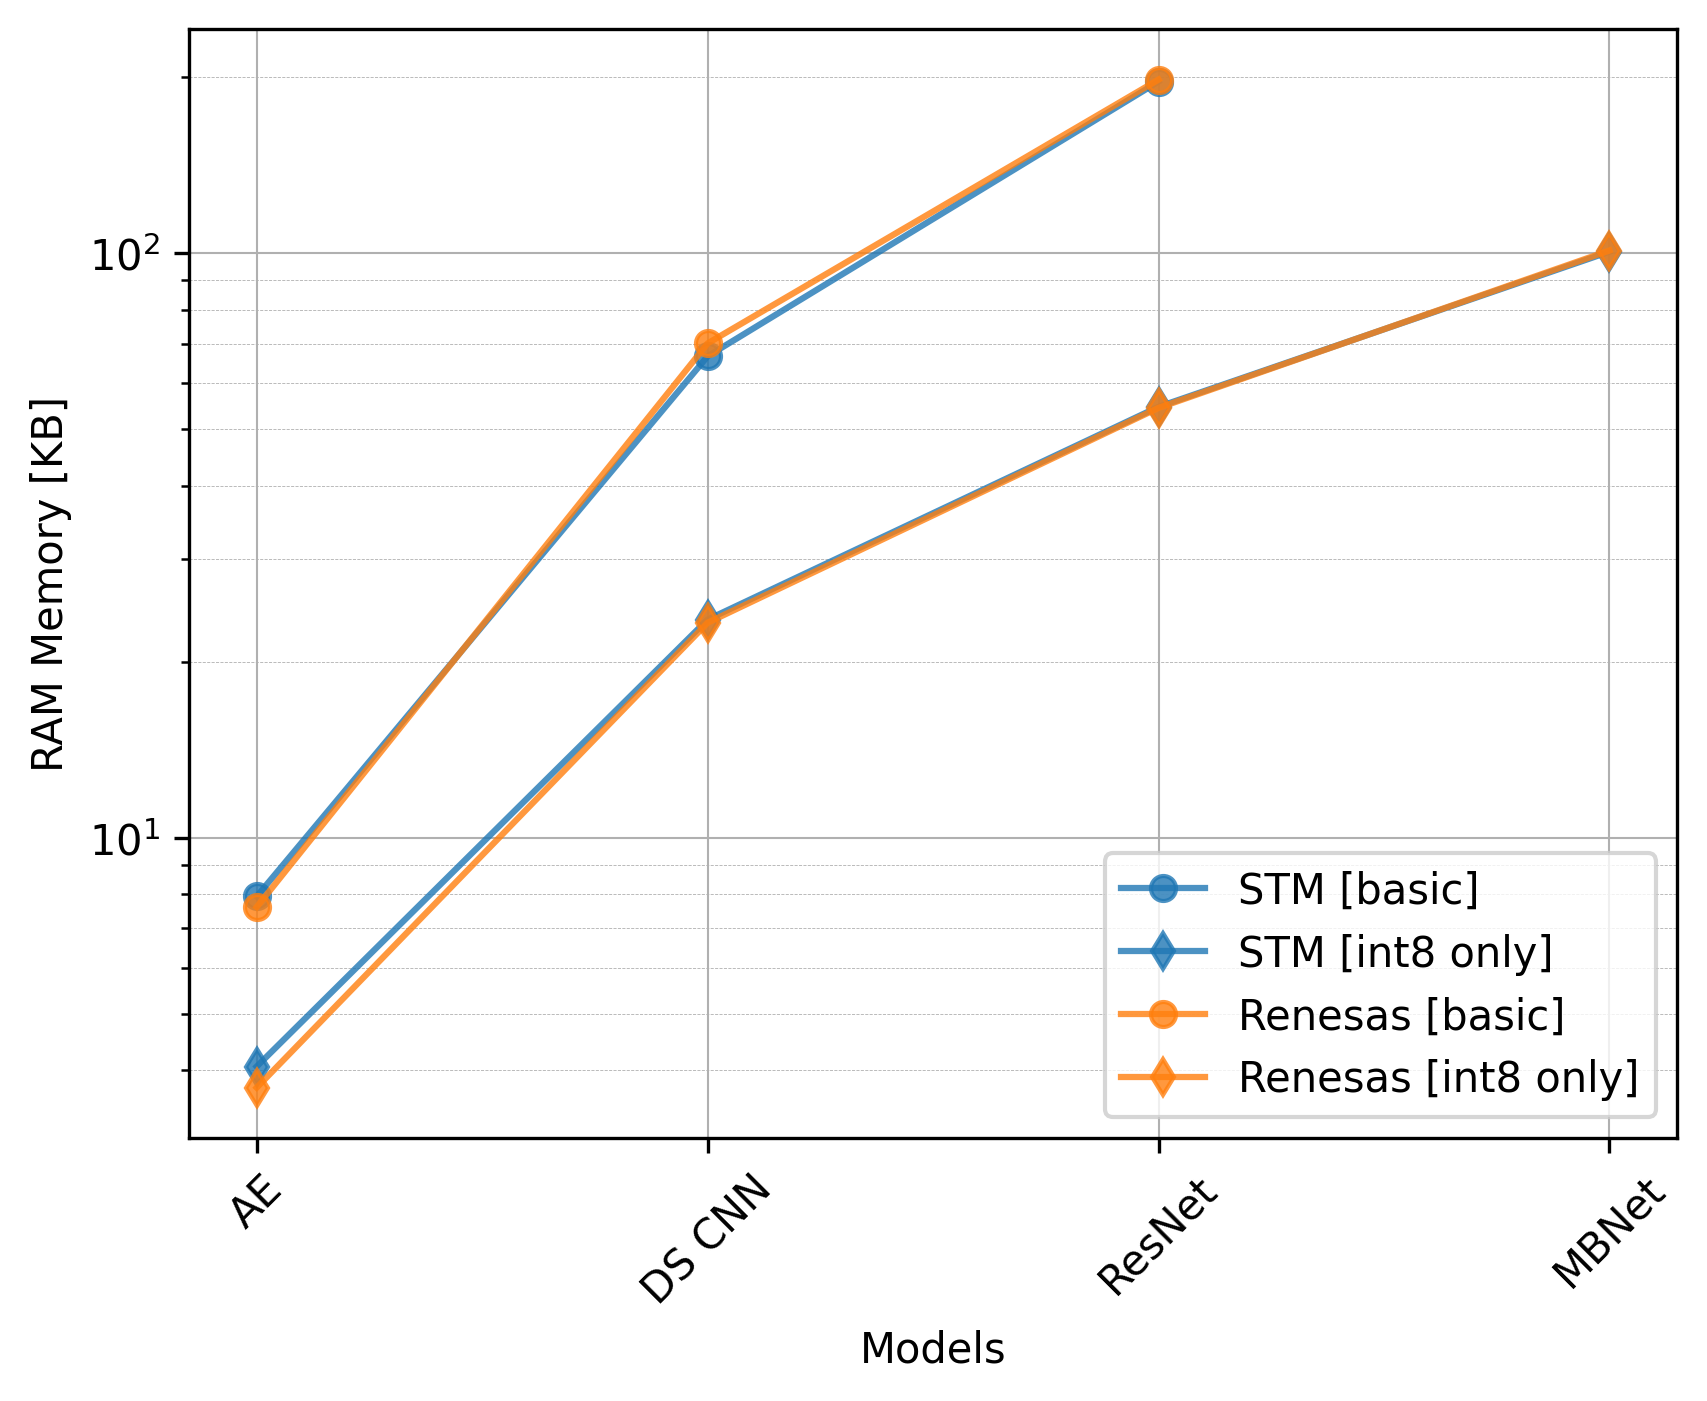 RAM Memory [KB]
10²
10¹
STM [basic]
STM [int8 only]
Renesas [basic]
Renesas [int8 only]
AE
DS CNN
ResNet
MBNet
Models